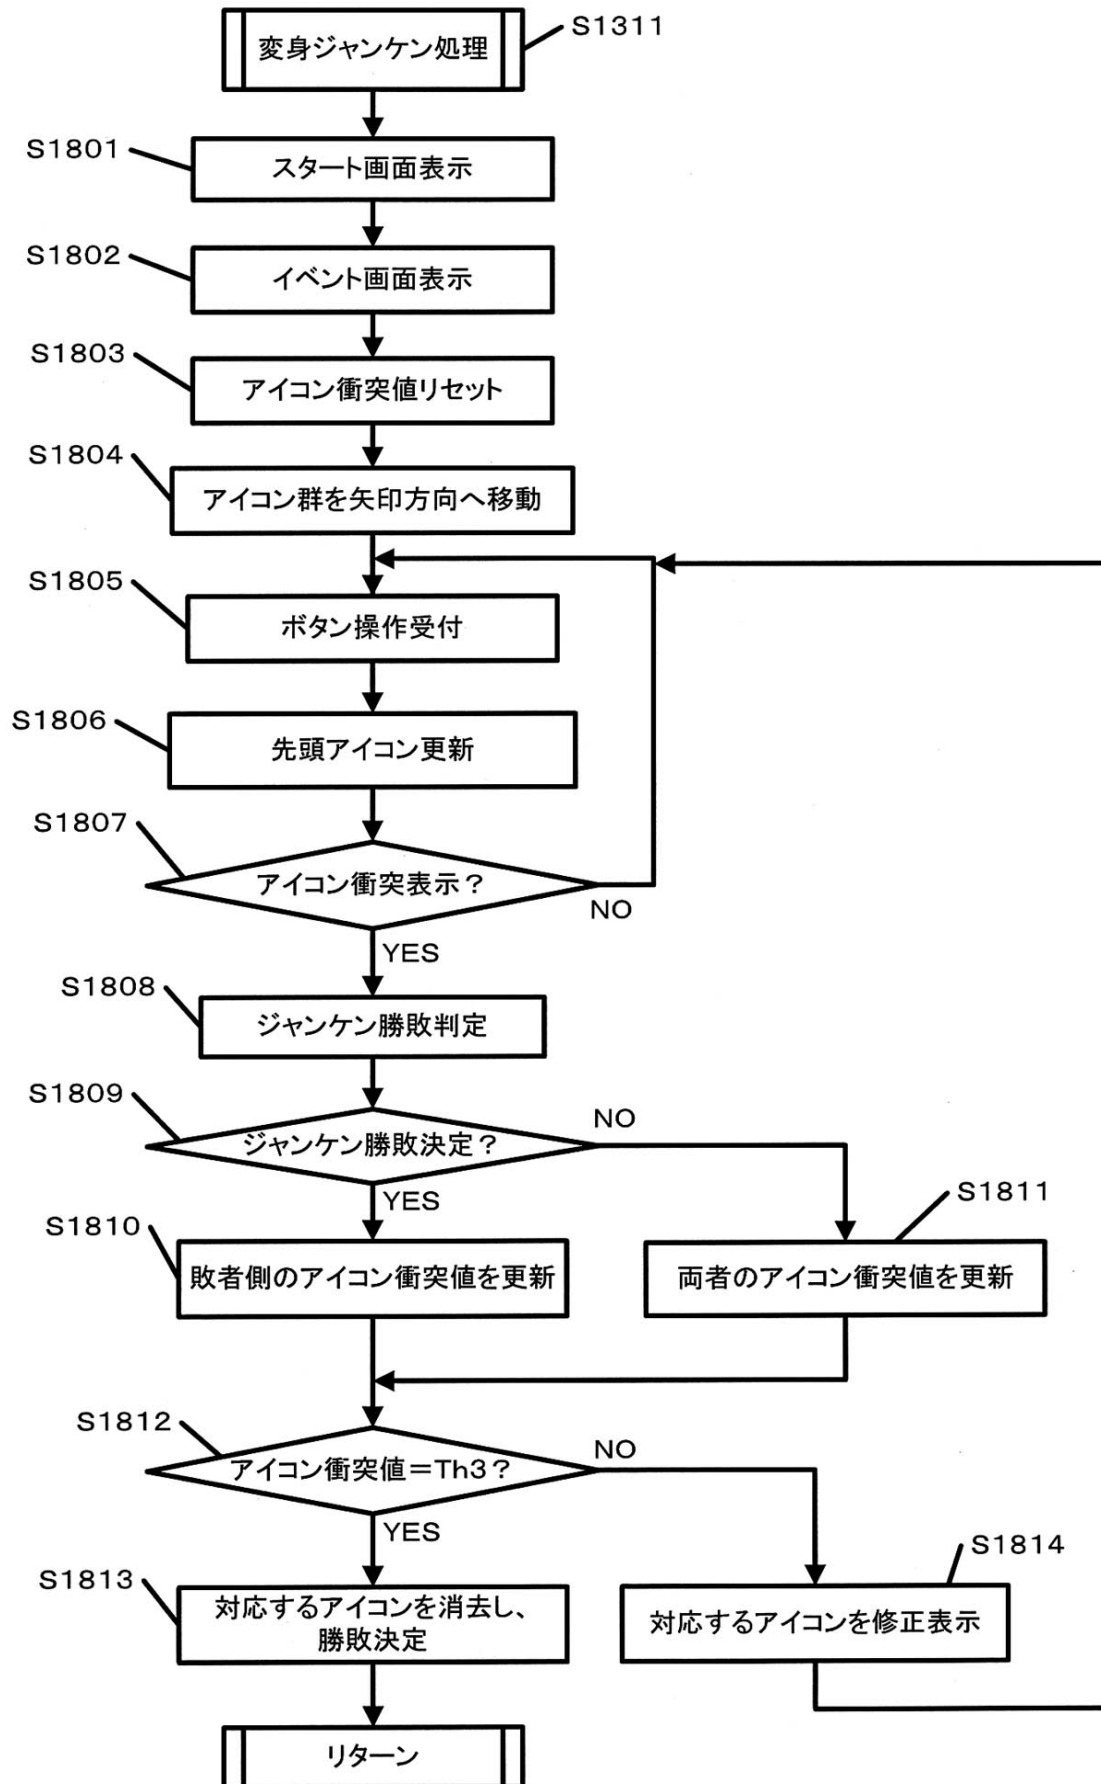 変身ジャンケン処理
S1311
S1801
スタート画面表示
S1802
イベント画面表示
S1803
アイコン衝突値リセット
S1804
アイコン群を矢印方向へ移動
S1805
ボタン操作受付
S1806
先頭アイコン更新
S1807
アイコン衝突表示？
NO
YES
S1808
ジャンケン勝敗判定
S1809
ジャンケン勝敗決定？
NO
YES
S1810
敗者側のアイコン衝突値を更新
S1811
両者のアイコン衝突値を更新
S1812
アイコン衝突値＝Th3？
NO
YES
S1813
対応するアイコンを消去し、
勝敗決定
S1814
対応するアイコンを修正表示
リターン